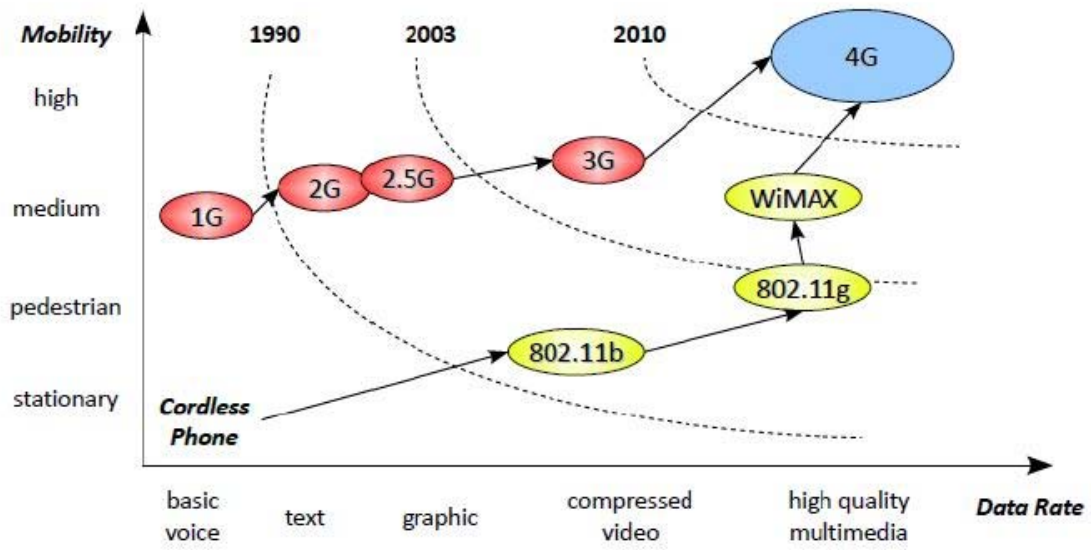 Mobility
1990
2003
2010
4G
high
3G
2G
2.5G
WiMAX
medium
1G
802.11g
pedestrian
802.11b
stationary
Cordless
Phone
basic
voice
text
graphic
compressed
video
high quality
multimedia
Data Rate